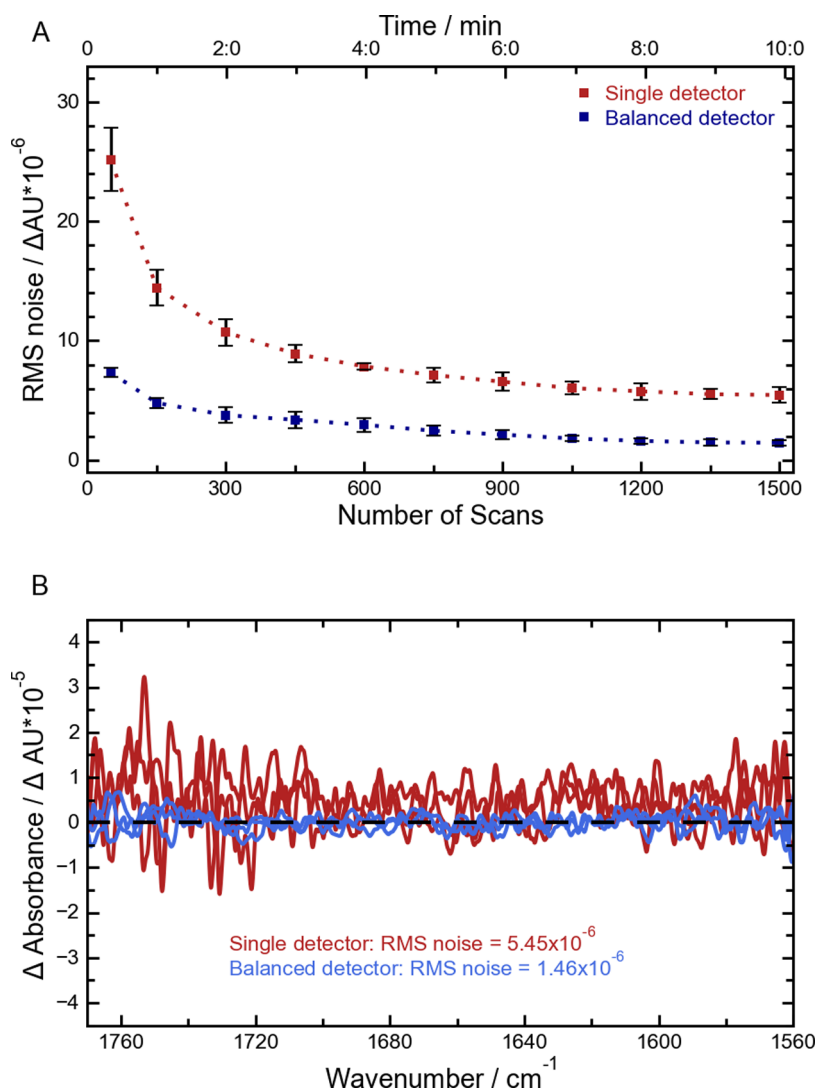 A
Time / min
0 2:0 4:0 6:0 8:0 10:0
30
20
10
0
RMS noise / ΔAU*10-6
Single detector
Balanced detector
0 300 600 900 1200 1500
Number of Scans
B
4
3
2
1
0
−1
−2
−3
−4
Δ Absorbance / Δ AU*10-5
Single detector: RMS noise = 5.45x10-6
Balanced detector: RMS noise = 1.46x10-6
1760 1720 1680 1640 1600 1560
Wavenumber / cm-1